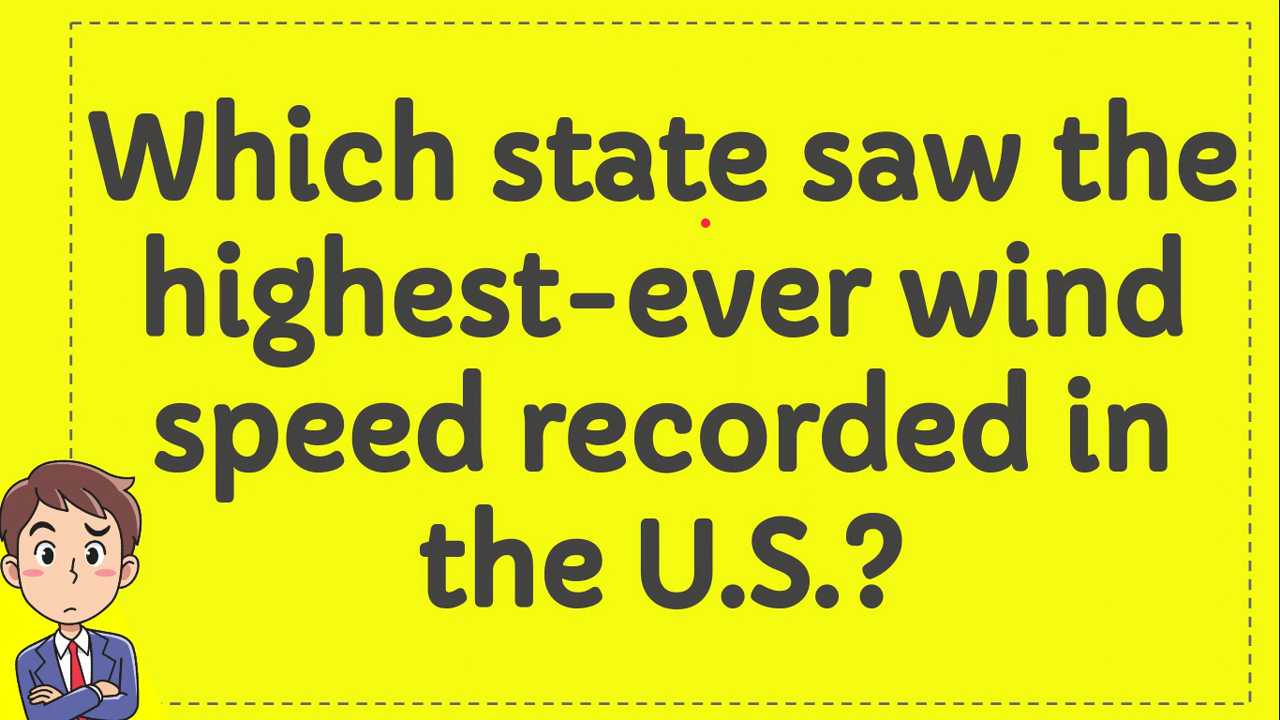 Which state saw the
highest-ever wind
speed recorded in
the U.S.?